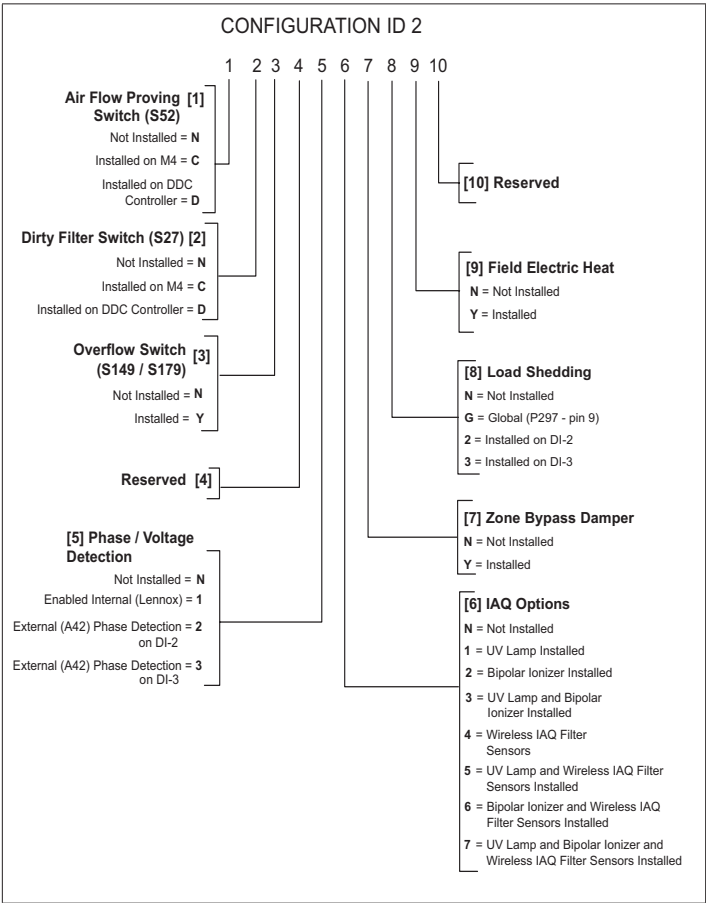 CONFIGURATION ID 2
1 2 3 4 5 6 7 8 9 10
Air Flow Proving [1]
Switch (S52)
Not Installed = N
Installed on M4 = C
Installed on DDC
Controller = D
Dirty Filter Switch (S27) [2]
Not Installed = N
Installed on M4 = C
Installed on DDC Controller = D
Overflow Switch [3]
(S149 / S179)
Not Installed = N
Installed = Y
Reserved [4]
[5] Phase / Voltage
Detection
Not Installed = N
Enabled Internal (Lennox) = 1
External (A42) Phase Detection = 2
on DI-2
External (A42) Phase Detection = 3
on DI-3
[10] Reserved
[9] Field Electric Heat
N = Not Installed
Y = Installed
[8] Load Shedding
N = Not Installed
G = Global (P297 - pin 9)
2 = Installed on DI-2
3 = Installed on DI-3
[7] Zone Bypass Damper
N = Not Installed
Y = Installed
[6] IAQ Options
N = Not Installed
1 = UV Lamp Installed
2 = Bipolar Ionizer Installed
3 = UV Lamp and Bipolar
Ionizer Installed
4 = Wireless IAQ Filter
Sensors
5 = UV Lamp and Wireless IAQ Filter
Sensors Installed
6 = Bipolar Ionizer and Wireless IAQ
Filter Sensors Installed
7 = UV Lamp and Bipolar Ionizer and
Wireless IAQ Filter Sensors Installed